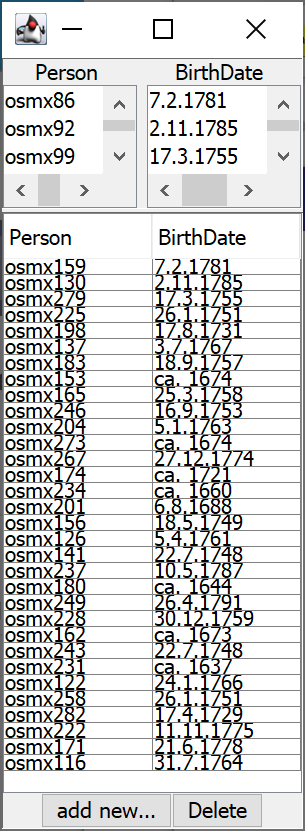 Person BirthDate
osmx86 7.2.1781
osmx92 2.11.1785
osmx99 17.3.1755
Person BirthDate
osmx159 7.2.1781
osmx130 2.11.1785
osmx279 17.3.1755
osmx225 26.1.1751
osmx198 17.8.1731
osmx137 3.7.1767
osmx183 18.9.1757
osmx153 ca. 1674
osmx165 25.3.1758
osmx246 16.9.1753
osmx204 5.1.1763
osmx273 ca. 1674
osmx267 27.12.1774
osmx174 ca. 1721
osmx234 ca. 1660
osmx201 6.8.1688
osmx156 18.5.1749
osmx126 5.4.1761
osmx141 22.7.1748
osmx237 10.5.1787
osmx180 ca. 1644
osmx249 26.4.1791
osmx228 30.12.1759
osmx162 ca. 1673
osmx243 22.7.1748
osmx231 ca. 1637
osmx122 24.1.1766
osmx258 26.1.1751
osmx282 17.4.1729
osmx222 11.11.1775
osmx171 21.6.1778
osmx116 31.7.1764
add new... Delete